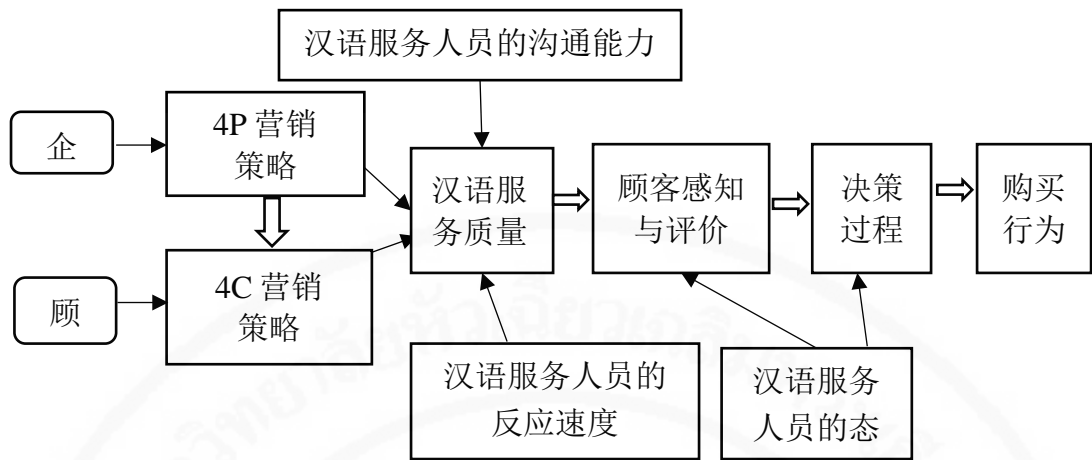 汉语服务人员的沟通能力
企
4P 营销
策略
汉语服
务质量
顾客感知
与评价
决策
过程
购买
行为
顾
4C 营销
策略
汉语服务人员的
反应速度
汉语服务
人员的态